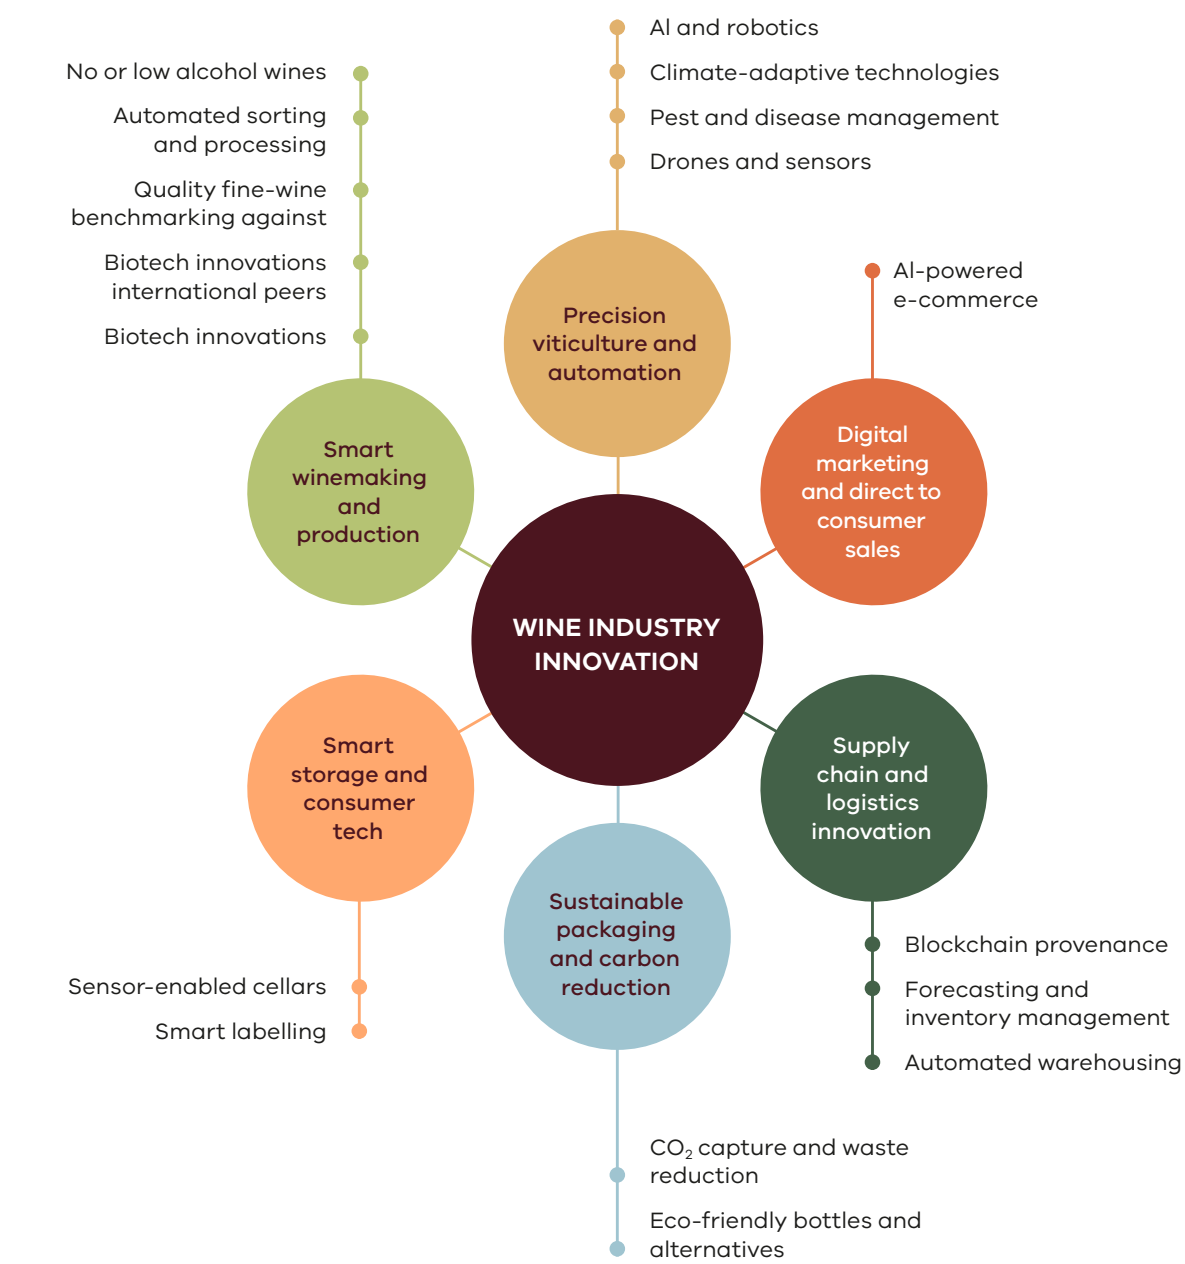 AI and robotics
Climate-adaptive technologies
Pest and disease management
Drones and sensors
No or low alcohol wines
Automated sorting
and processing
Quality fine-wine
benchmarking against
Biotech innovations
international peers
Biotech innovations
AI-powered
e-commerce
Precision
viticulture and
automation
Smart
winemaking
and
production
Digital
marketing
and direct to
consumer
sales
WINE INDUSTRY
INNOVATION
Smart
storage and
consumer
tech
Supply
chain and
logistics
innovation
Sustainable
packaging
and carbon
reduction
Sensor-enabled cellars
Smart labelling
Blockchain provenance
Forecasting and
inventory management
Automated warehousing
CO₂ capture and waste
reduction
Eco-friendly bottles and
alternatives